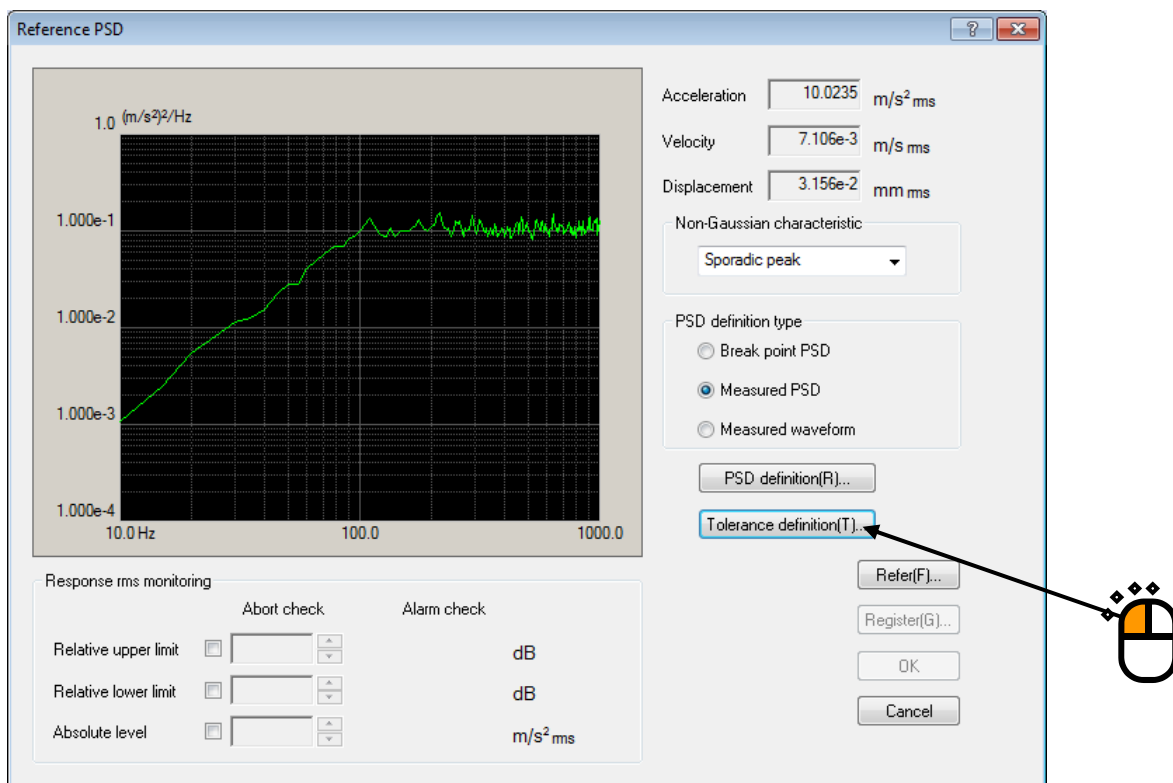 Reference PSD
?
(m/s²)²/Hz
1.0
1.000e-1
1.000e-2
1.000e-3
1.000e-4
10.0 Hz 100.0 1000.0
Acceleration 10.0235 m/s² rms
Velocity 7.106e-3 m/s rms
Displacement 3.156e-2 mm rms
Non-Gaussian characteristic
Sporadic peak
PSD definition type
Break point PSD
Measured PSD
Measured waveform
PSD definition(R)...
Tolerance definition(T)...
Response rms monitoring
Abort check Alarm check
Relative upper limit dB
Relative lower limit dB
Absolute level m/s² rms
Refer(F)...
Register(G)...
OK
Cancel